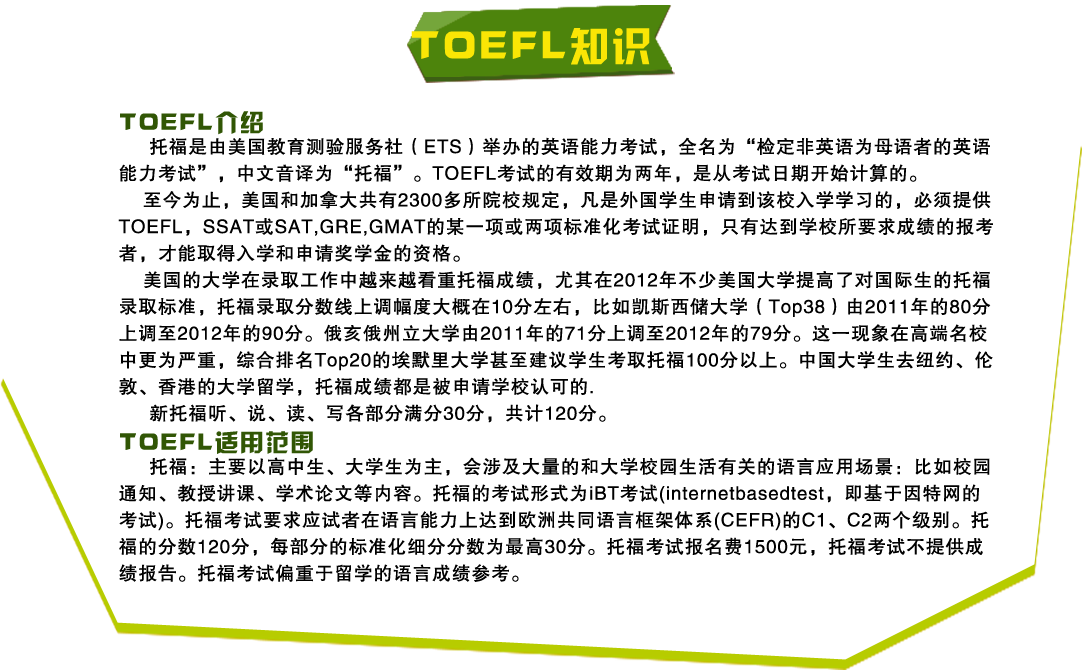 TOEFL知识
TOEFL介绍
托福是由美国教育测验服务社（ETS）举办的英语能力考试，全名为“检定非英语为母语者的英语
能力考试”，中文音译为“托福”。TOEFL考试的有效期为两年，是从考试日期开始计算的。
至今为止，美国和加拿大共有2300多所院校规定，凡是外国学生申请到该校入学学习的，必须提供
TOEFL，SSAT或SAT,GRE,GMAT的某一项或两项标准化考试证明，只有达到学校所要求成绩的报考
者，才能取得入学和申请奖学金的资格。
美国的大学在录取工作中越来越看重托福成绩，尤其在2012年不少美国大学提高了对国际生的托福
录取标准，托福录取分数线上调幅度大概在10分左右，比如凯斯西储大学（Top38）由2011年的80分
上调至2012年的90分。俄亥俄州立大学由2011年的71分上调至2012年的79分。这一现象在高端名校
中更为严重，综合排名Top20的埃默里大学甚至建议学生考取托福100分以上。中国大学生去纽约、伦
敦、香港的大学留学，托福成绩都是被申请学校认可的.
新托福听、说、读、写各部分满分30分，共计120分。
TOEFL适用范围
托福：主要以高中生、大学生为主，会涉及大量的和大学校园生活有关的语言应用场景：比如校园
通知、教授讲课、学术论文等内容。托福的考试形式为iBT考试(internetbasedtest，即基于因特网的
考试)。托福考试要求应试者在语言能力上达到欧洲共同语言框架体系(CEFR)的C1、C2两个级别。托
福的分数120分，每部分的标准化细分分数为最高30分。托福考试报名费1500元，托福考试不提供成
绩报告。托福考试偏重于留学的语言成绩参考。